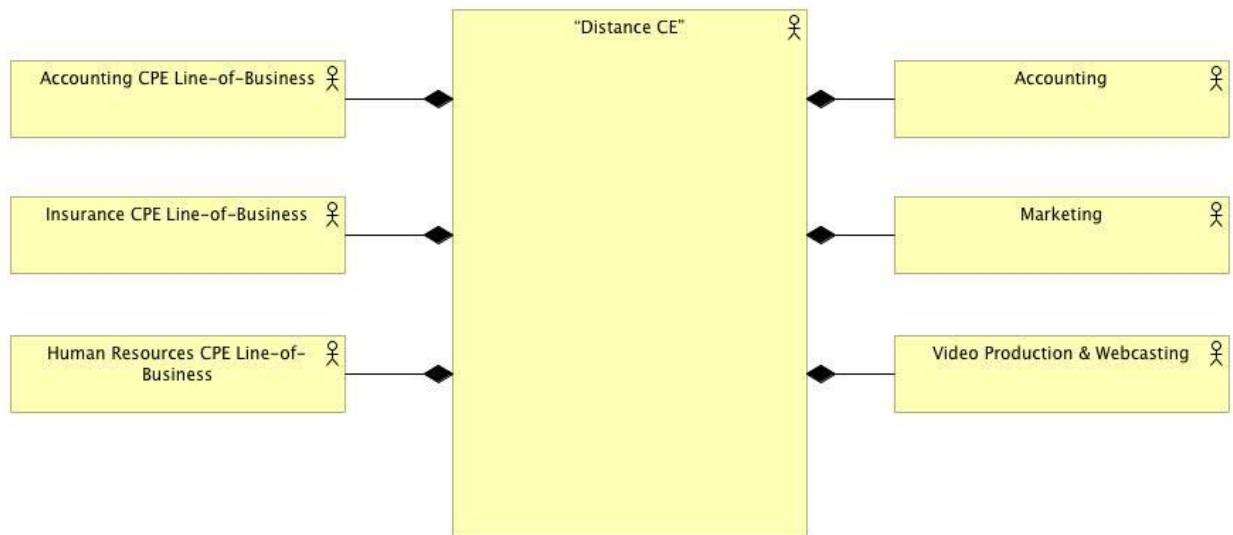 “Distance CE”
Accounting CPE Line-of-Business
Accounting
Insurance CPE Line-of-Business
Marketing
Human Resources CPE Line-of-
Business
Video Production & Webcasting